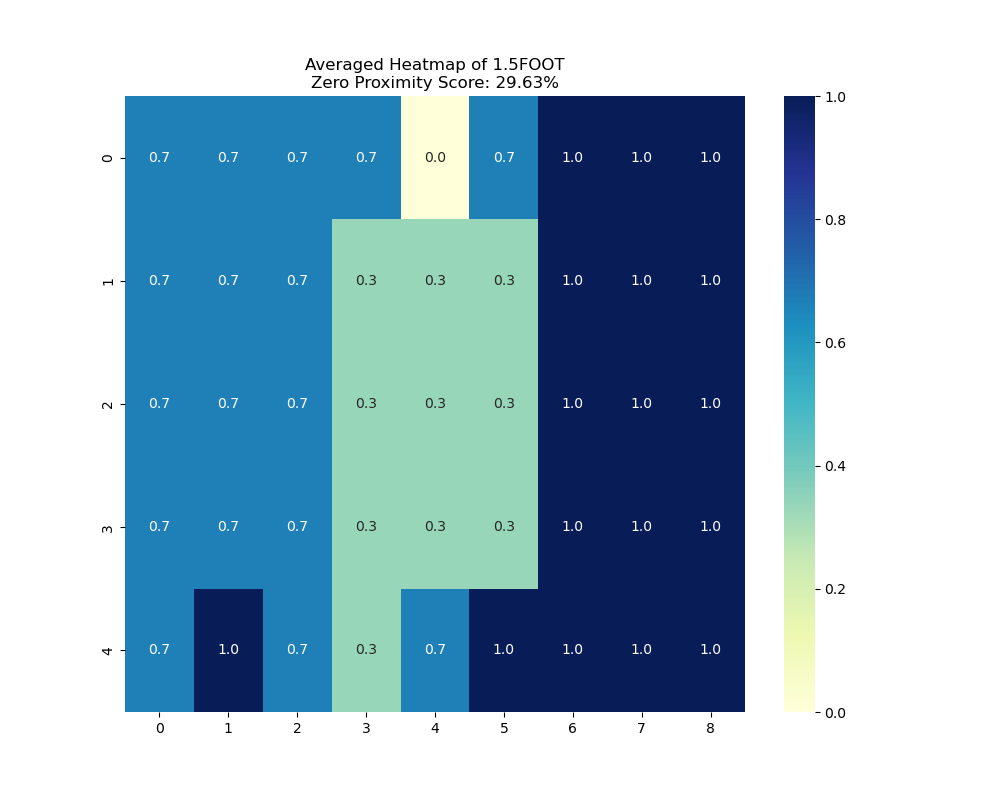 Averaged Heatmap of 1.5FOOT
Zero Proximity Score: 29.63%
1.0
0 0.7 0.7 0.7 0.7 0.0 0.7 1.0 1.0 1.0
0.8
1 0.7 0.7 0.7 0.3 0.3 0.3 1.0 1.0 1.0
0.6
2 0.7 0.7 0.7 0.3 0.3 0.3 1.0 1.0 1.0
0.4
3 0.7 0.7 0.7 0.3 0.3 0.3 1.0 1.0 1.0
0.2
4 0.7 1.0 0.7 0.3 0.7 1.0 1.0 1.0 1.0
0.0
0 1 2 3 4 5 6 7 8